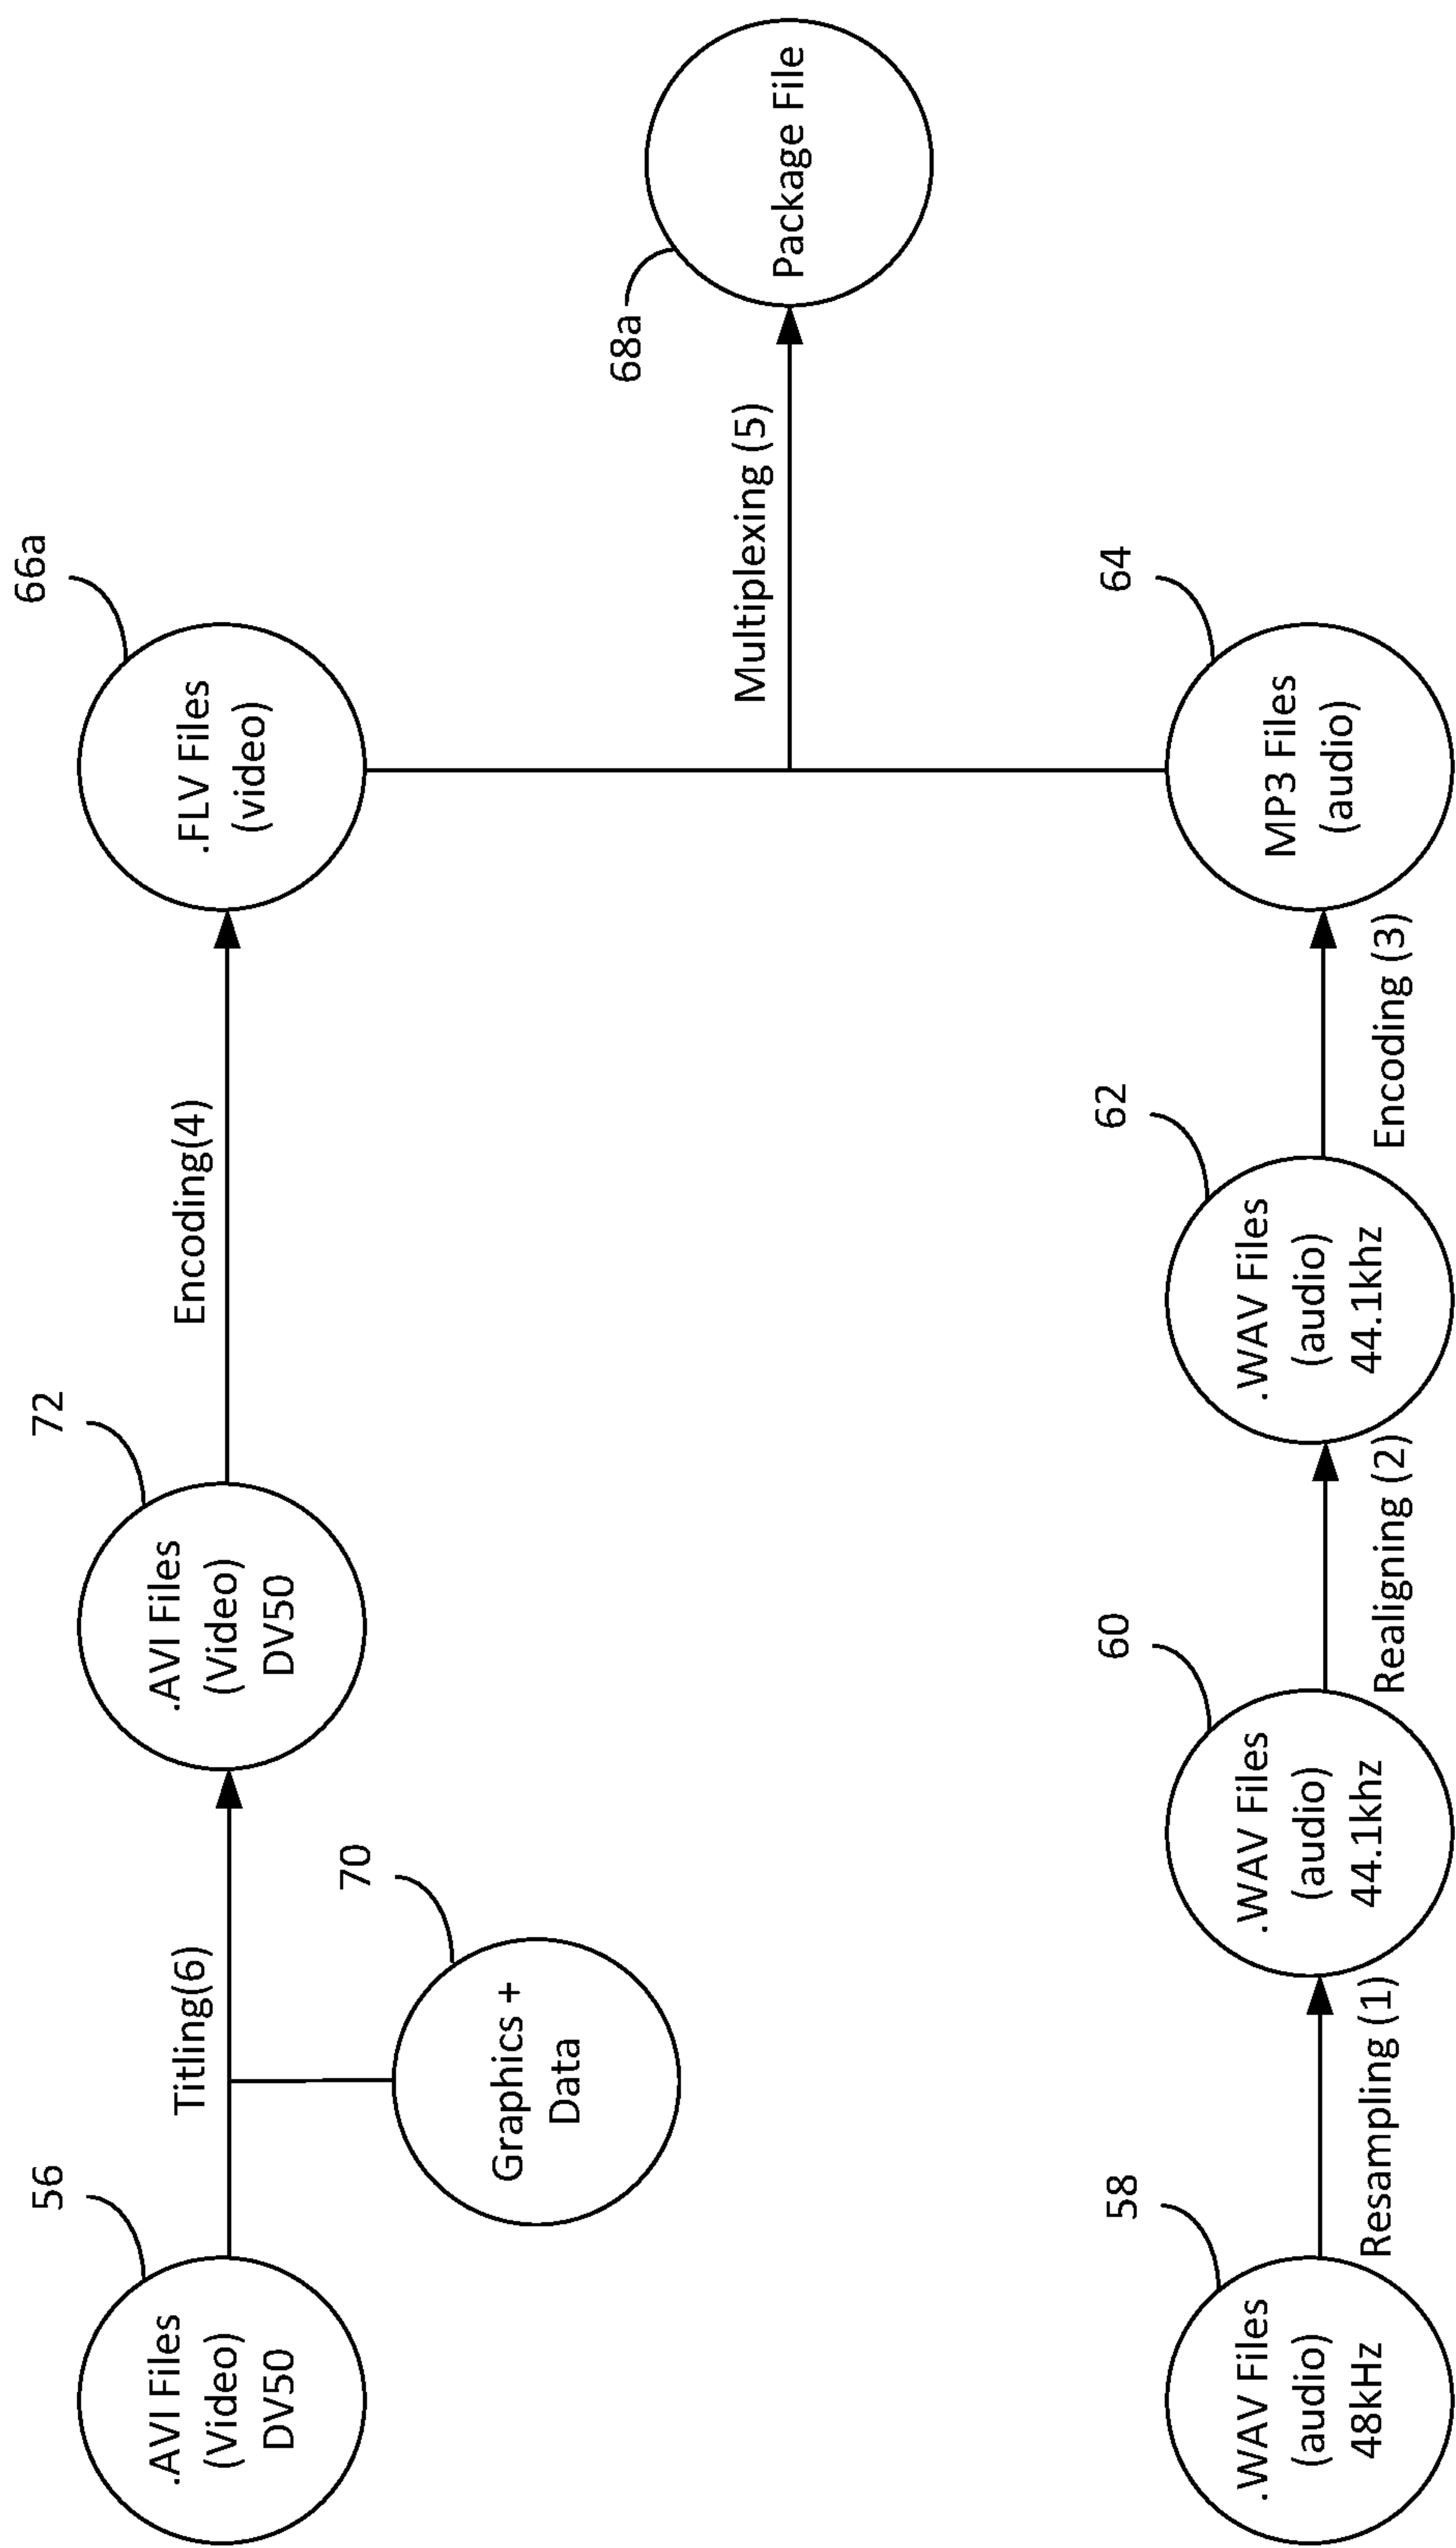 56
.AVI Files
(Video)
DV50
Titling(6)
70
Graphics +
Data
72
.AVI Files
(Video)
DV50
Encoding(4)
66a
.FLV Files
(video)
Multiplexing (5)
68a
Package File
58
.WAV Files
(audio)
48kHz
Resampling (1)
60
.WAV Files
(audio)
44.1khz
Realigning (2)
62
.WAV Files
(audio)
44.1khz
Encoding (3)
64
MP3 Files
(audio)